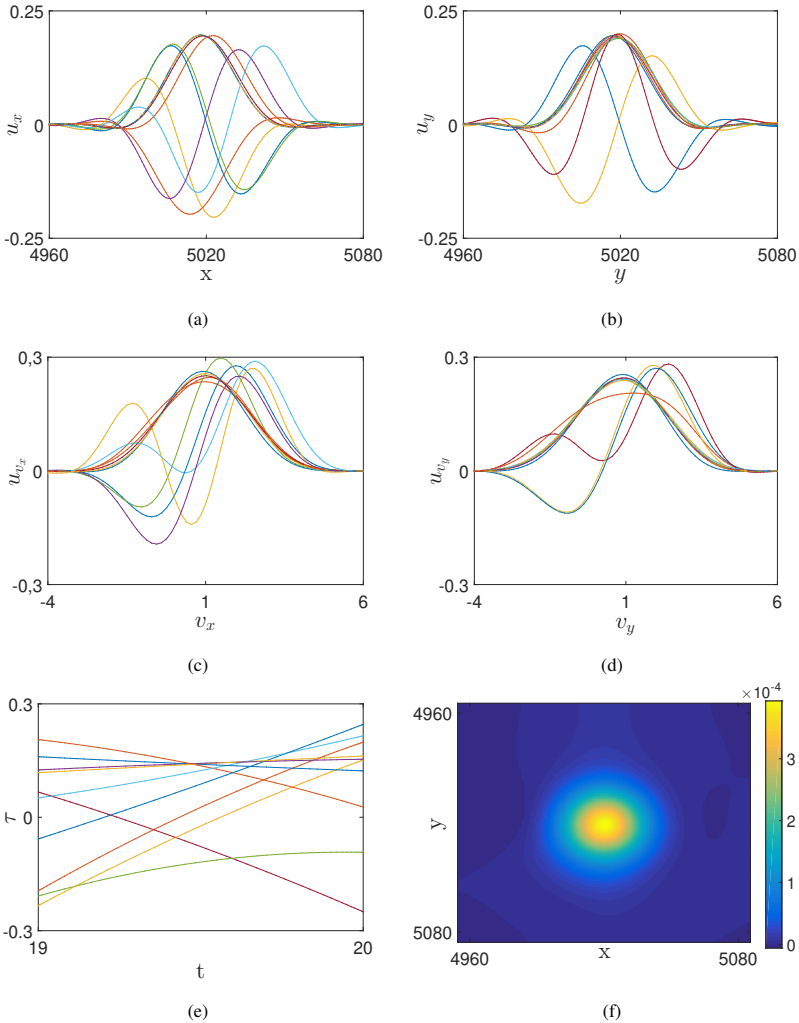 0.25
0
-0.25
4960
5020
5080
u_x
x
(a)
0.25
0
-0.25
4960
5020
5080
u_y
y
(b)
0,3
0
-0,3
-4
1
6
u_{v_x}
v_x
(c)
0.3
0
-0.3
-4
1
6
u_{v_y}
v_y
(d)
0.3
0
-0.3
19
20
τ
t
(e)
×10⁻⁴
4960
5080
y
4960
5080
x
3
2
1
0
(f)